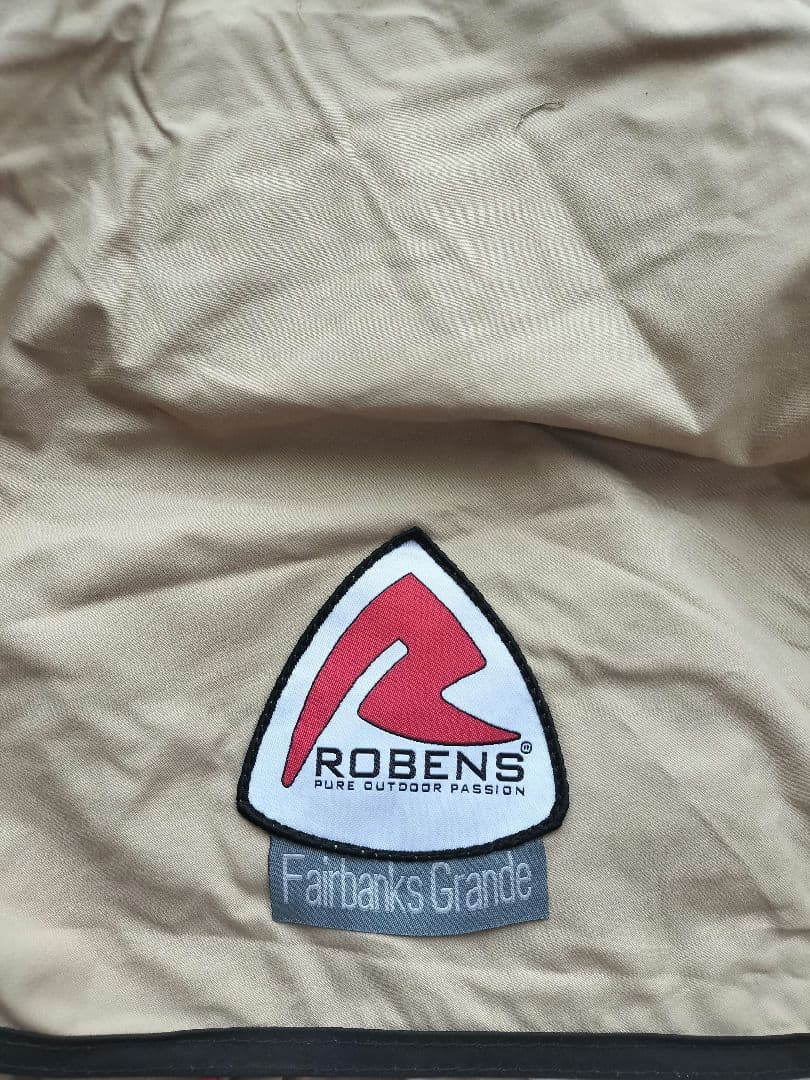 ROBENS®
PURE OUTDOOR PASSION
Fairbanks Grande